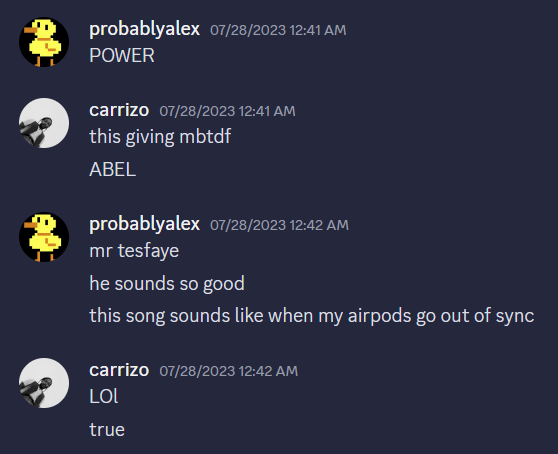 probablyalex 07/28/2023 12:41 AM
POWER
carrizo 07/28/2023 12:41 AM
this giving mbtdf
ABEL
probablyalex 07/28/2023 12:42 AM
mr tesfaye
he sounds so good
this song sounds like when my airpods go out of sync
carrizo 07/28/2023 12:42 AM
LOl
true